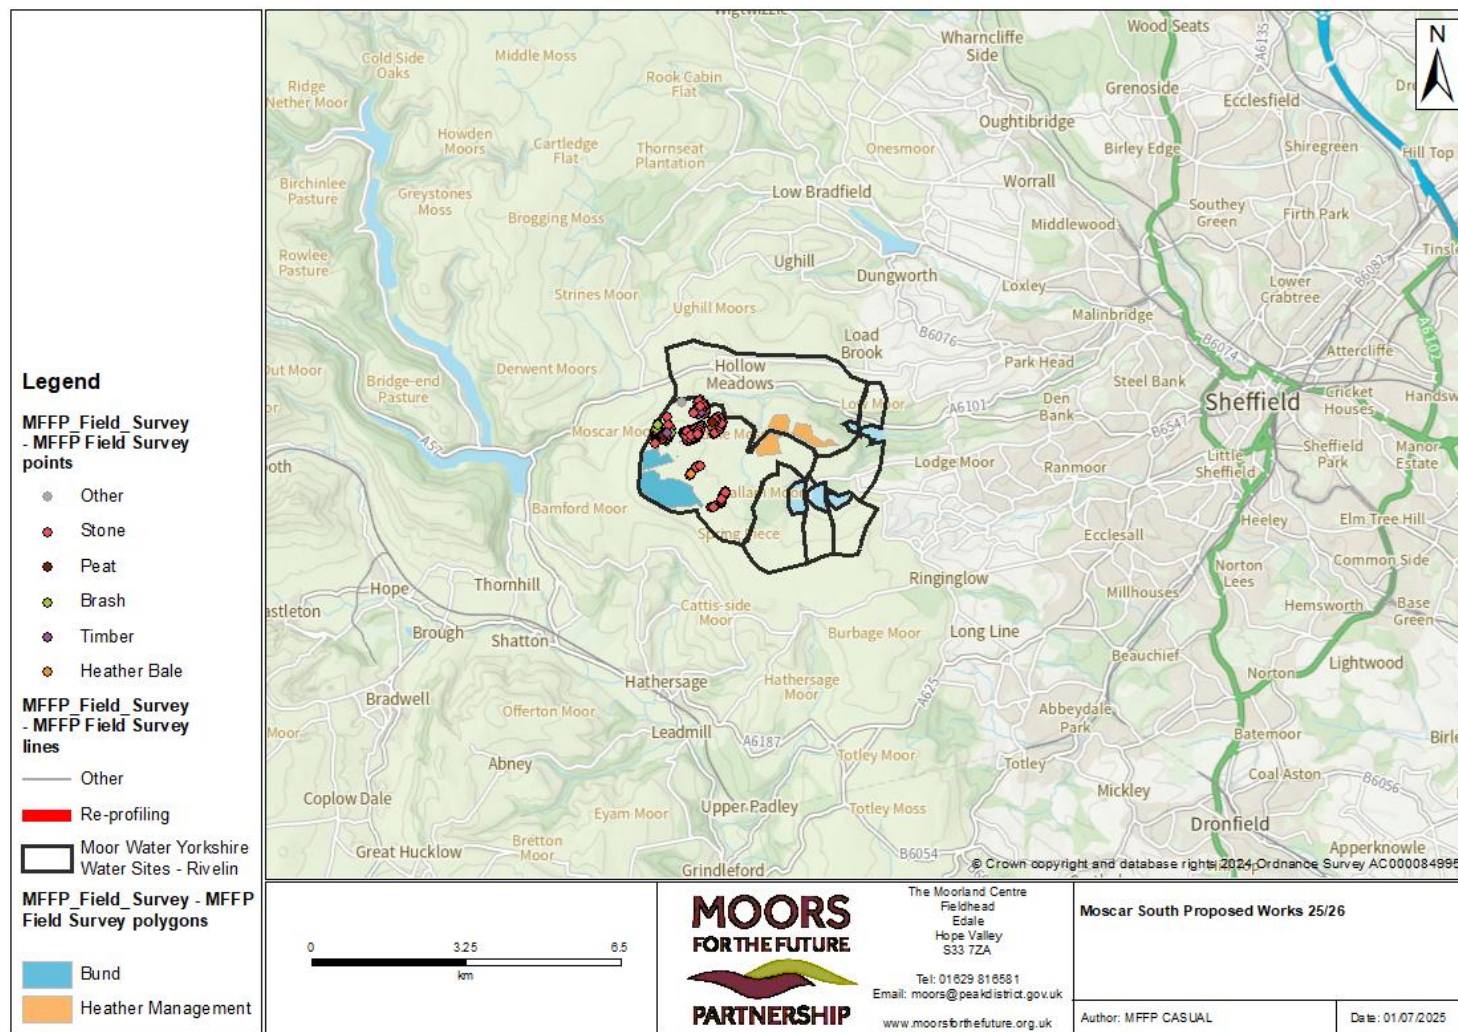 Legend
MFFP_Field_Survey
- MFFP Field Survey
points
Other
Stone
Peat
Brash
Timber
Heather Bale
MFFP_Field_Survey
- MFFP Field Survey
lines
Other
Re-profiling
Moor Water Yorkshire
Water Sites - Rivelin
MFFP_Field_Survey - MFFP
Field Survey polygons
Bund
Heather Management
N
Wood Seats
A6135
Wharncliffe
Side
Cold Side
Oaks
Middle Moss
Rook Cabin
Flat
Ridge
Nether Moor
Grenoside
Ecclesfield
Oughtibridge
Howden
Moors
Cartledge
Flat
Thornseat
Plantation
Onesmoor
Birley Edge
Shiregreen
Hill Top
Birchinlee
Pasture
Greystones
Moss
Low Bradfield
Worrall
Brogging Moss
Middlewood
Southey
Green
Firth Park
Rowlee
Pasture
Ughill
Dungworth
Loxley
Lower
Crabtree
B6082
Strines Moor
Ughill Moors
Malinbridge
A6102
Load
Brook
B6076
B6074
Attercliffe
Derwent Moors
Hollow
Meadows
Park Head
Steel Bank
Bridge-end
Pasture
Den
Bank
A6101
Sheffield
Cricket
Houses
B6547
Moscar
A57
Lodge Moor
Ranmoor
Little
Sheffield
Sheffield
Park
Manor
Estate
Bamford Moor
Heeley
Elm Tree Hill
Ecclesall
Common Side
Norton
Lees
Hope
Thornhill
Ringinglow
Millhouses
Hemsworth
Base
Green
Cattis-side
Moor
Brough
Shatton
Burbage Moor
Long Line
Beauchief
Lightwood
Norton
Hathersage
Hathersage
Moor
A625
Bradwell
Offerton Moor
Abbeydale
Park
Leadmill
A6187
Batemoor
Abney
Totley Moor
Totley
Coal Aston
B6056
Mickley
Coplow Dale
Upper Padley
Totley Moss
Eyam Moor
Dronfield
Bretton
Moor
Great Hucklow
Apperknowle
B6054
Grindleford
© Crown copyright and database rights 2024 Ordnance Survey AC0000849957
0 3.25 6.5
km
MOORS
FOR THE FUTURE
PARTNERSHIP
The Moorland Centre
Fieldhead
Edale
Hope Valley
S33 7ZA
Tel: 01629 816581
Email: moors@peakdistrict.gov.uk
www.moorsforthefuture.org.uk
Moscar South Proposed Works 25/26
Author: MFFP CASUAL
Date: 01/07/2025